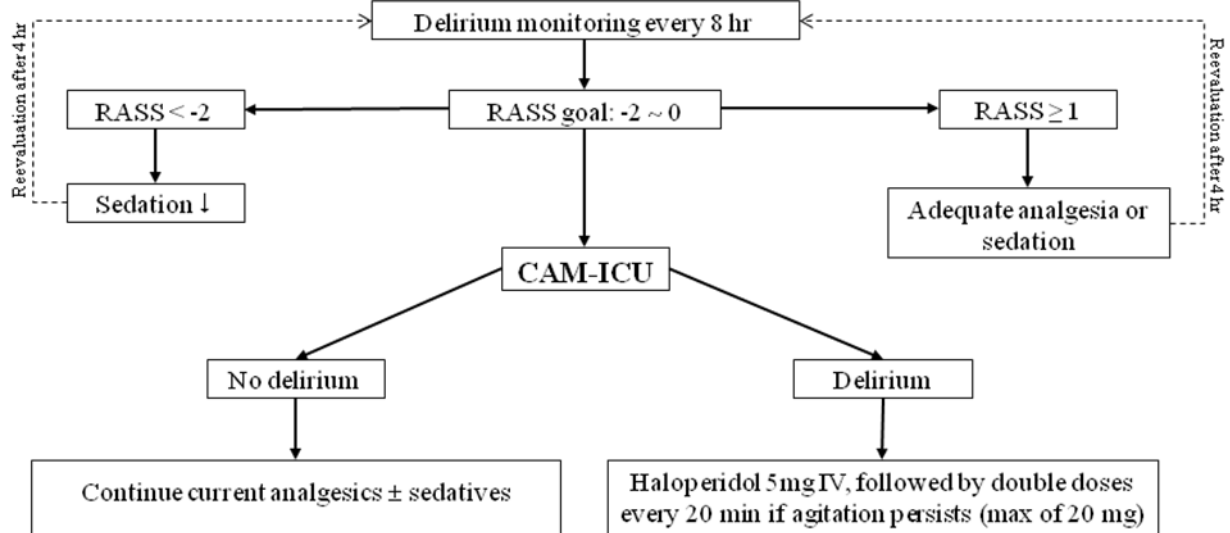 Delirium monitoring every 8 hr
Reevaluation after 4 hr
Reevaluation after 4 hr
RASS < -2
RASS goal: -2 ~ 0
RASS ≥ 1
Sedation ↓
Adequate analgesia or
sedation
CAM-ICU
No delirium
Delirium
Continue current analgesics ± sedatives
Haloperidol 5mg IV, followed by double doses
every 20 min if agitation persists (max of 20 mg)